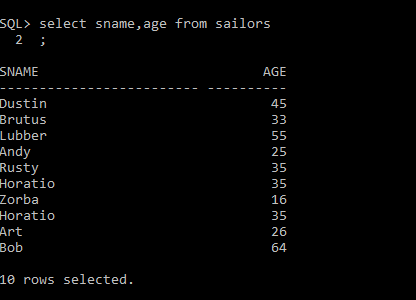 SQL> select sname,age from sailors
  2  ;
SNAME                            AGE
------------------------- ----------
Dustin                            45
Brutus                            33
Lubber                            55
Andy                              25
Rusty                             35
Horatio                           35
Zorba                             16
Horatio                           35
Art                               26
Bob                               64
10 rows selected.